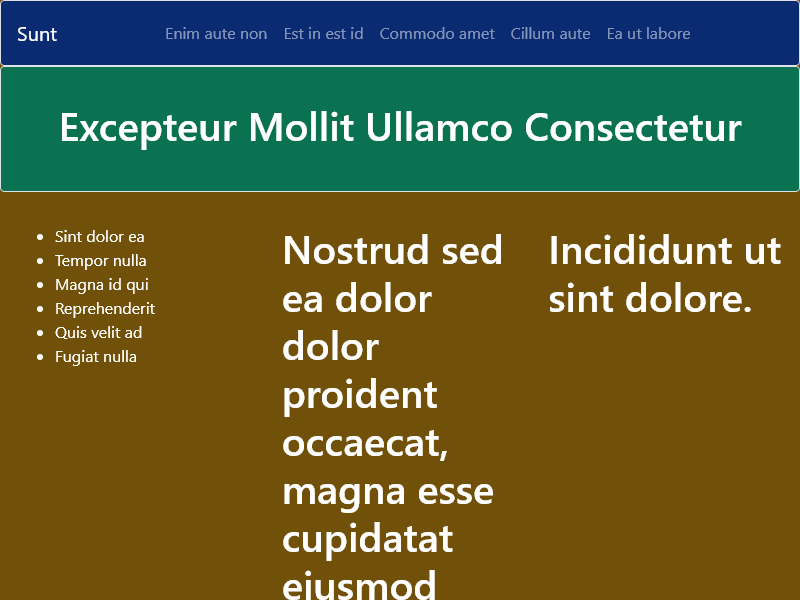 Sunt
Enim aute non
Est in est id
Commodo amet
Cillum aute
Ea ut labore
Excepteur Mollit Ullamco Consectetur
Sint dolor ea
Tempor nulla
Magna id qui
Reprehenderit
Quis velit ad
Fugiat nulla
Nostrud sed
ea dolor
dolor
proident
occaecat,
magna esse
cupidatat
eiusmod
Incididunt ut
sint dolore.